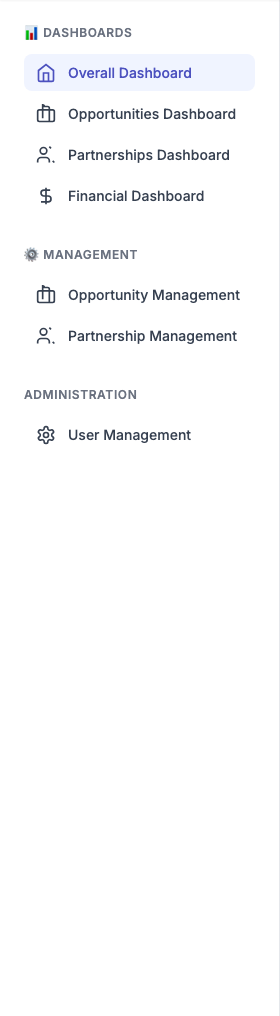 📊 DASHBOARDS
Overall Dashboard
Opportunities Dashboard
Partnerships Dashboard
Financial Dashboard
⚙️ MANAGEMENT
Opportunity Management
Partnership Management
ADMINISTRATION
User Management